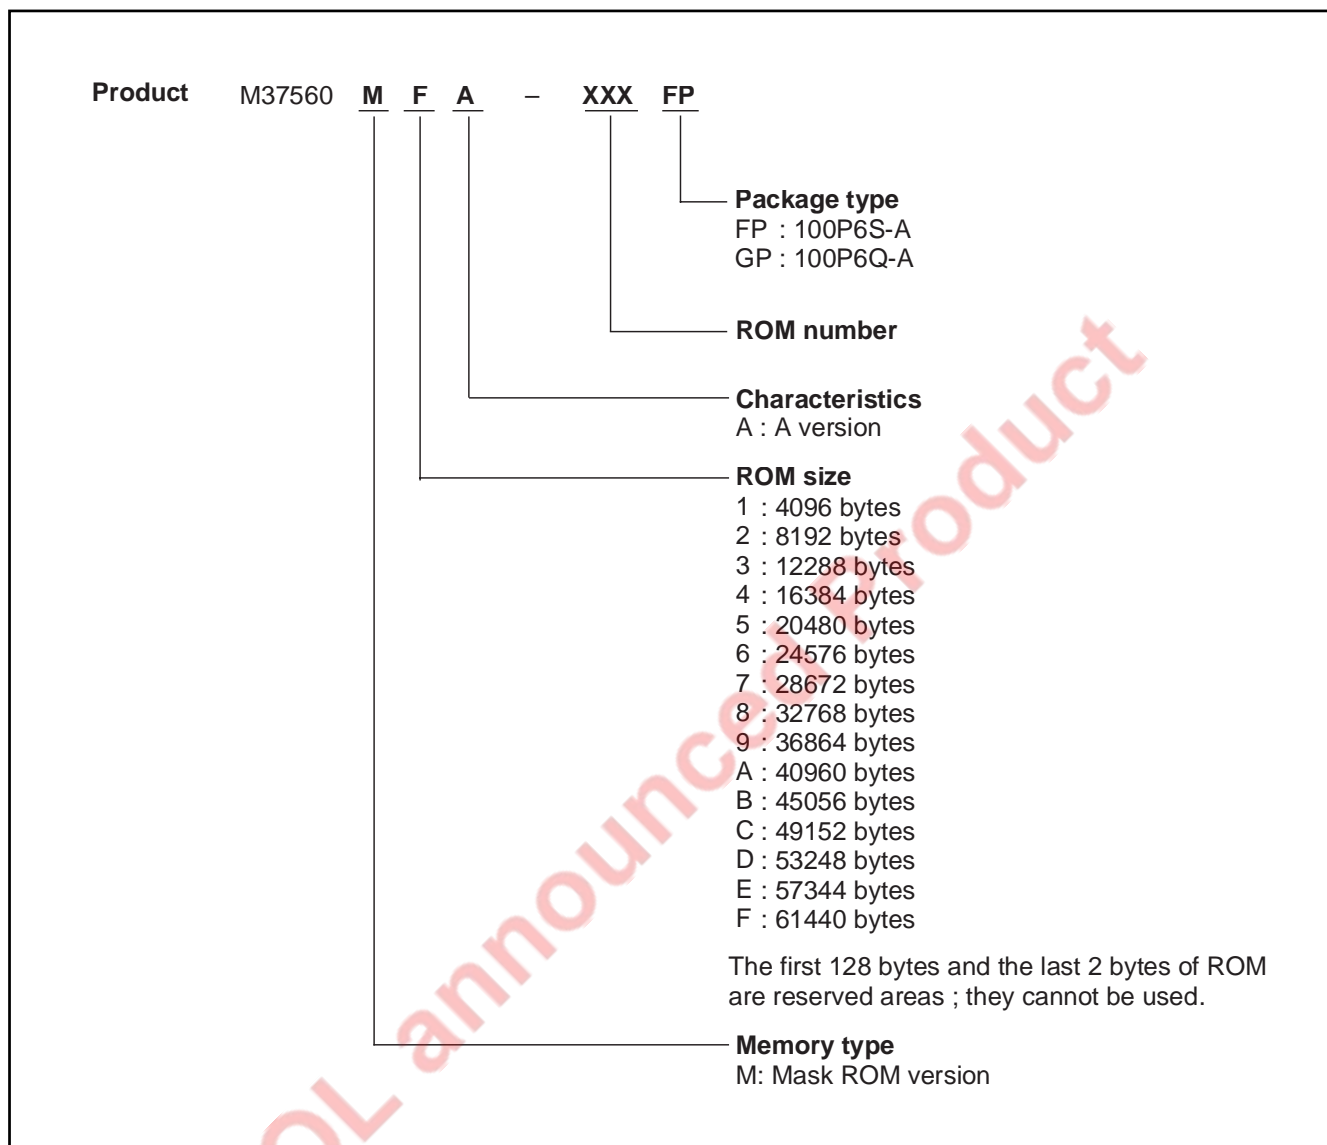 Product M37560 M F A – XXX FP
Package type
FP : 100P6S-A
GP : 100P6Q-A
ROM number
Characteristics
A : A version
ROM size
1 : 4096 bytes
2 : 8192 bytes
3 : 12288 bytes
4 : 16384 bytes
5 : 20480 bytes
6 : 24576 bytes
7 : 28672 bytes
8 : 32768 bytes
9 : 36864 bytes
A : 40960 bytes
B : 45056 bytes
C : 49152 bytes
D : 53248 bytes
E : 57344 bytes
F : 61440 bytes
The first 128 bytes and the last 2 bytes of ROM
are reserved areas ; they cannot be used.
Memory type
M: Mask ROM version
OL announced Product